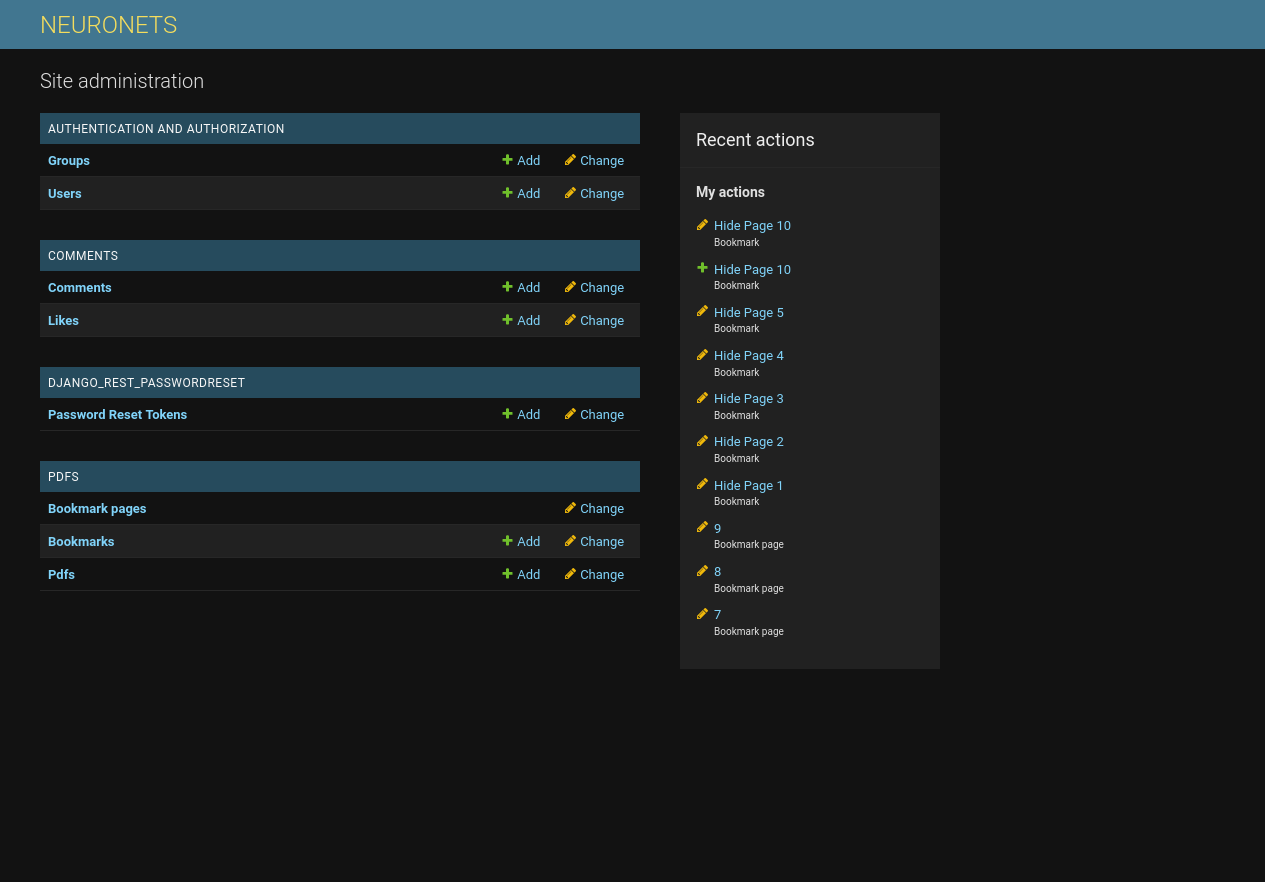 NEURONETS
Site administration
AUTHENTICATION AND AUTHORIZATION
Groups Add Change
Users Add Change
COMMENTS
Comments Add Change
Likes Add Change
DJANGO_REST_PASSWORDRESET
Password Reset Tokens Add Change
PDFS
Bookmark pages Change
Bookmarks Add Change
Pdfs Add Change
Recent actions
My actions
Hide Page 10
Bookmark
Hide Page 10
Bookmark
Hide Page 5
Bookmark
Hide Page 4
Bookmark
Hide Page 3
Bookmark
Hide Page 2
Bookmark
Hide Page 1
Bookmark
9
Bookmark page
8
Bookmark page
7
Bookmark page